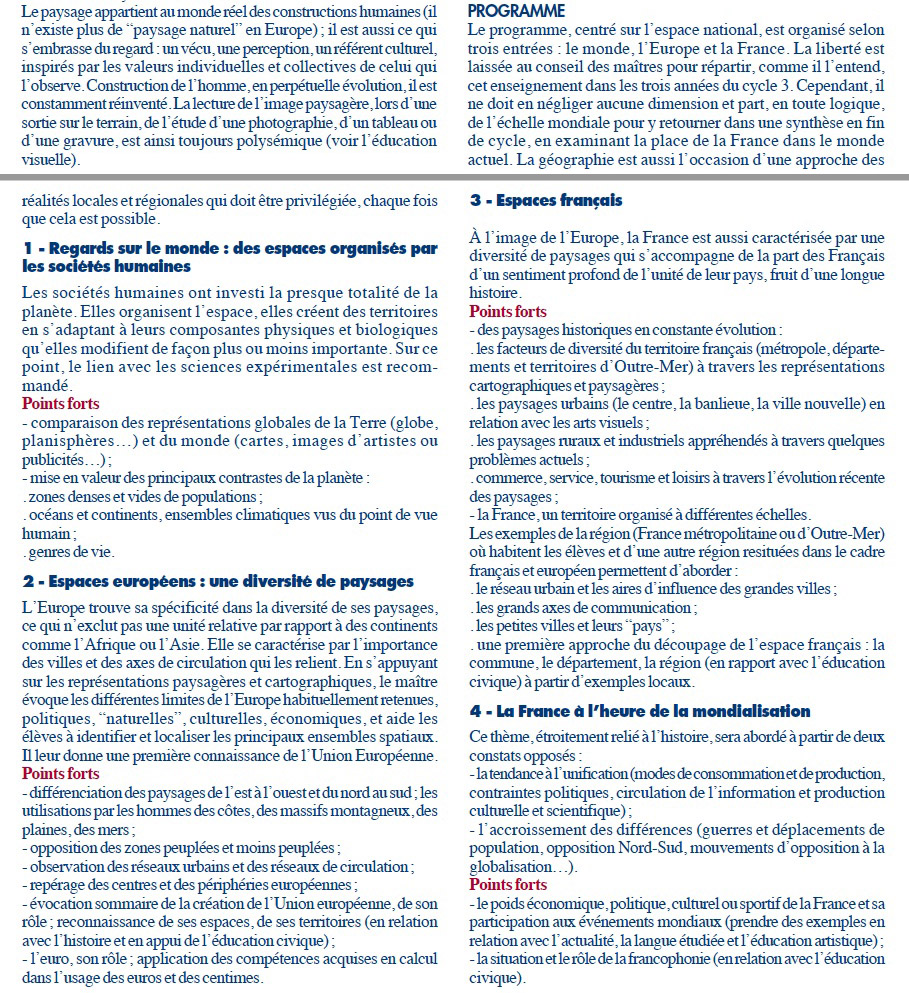 Le paysage appartient au monde réel des constructions humaines (il
n'existe plus de “paysage naturel” en Europe) ; il est aussi ce qui
s'embrasse du regard : un vécu, une perception, un référent culturel,
inspirés par les valeurs individuelles et collectives de celui qui
l'observe. Construction de l'homme, en perpétuelle évolution, il est
constamment réinventé. La lecture de l'image paysagère, lors d'une
sortie sur le terrain, de l'étude d'une photographie, d'un tableau ou
d'une gravure, est ainsi toujours polysémique (voir l'éducation
visuelle).
PROGRAMME
Le programme, centré sur l'espace national, est organisé selon
trois entrées : le monde, l'Europe et la France. La liberté est
laissée au conseil des maîtres pour répartir, comme il l'entend,
cet enseignement dans les trois années du cycle 3. Cependant, il
ne doit en négliger aucune dimension et part, en toute logique,
de l'échelle mondiale pour y retourner dans une synthèse en fin
de cycle, en examinant la place de la France dans le monde
actuel. La géographie est aussi l'occasion d'une approche des
réalités locales et régionales qui doit être privilégiée, chaque fois
que cela est possible.
1 - Regards sur le monde : des espaces organisés par
les sociétés humaines
Les sociétés humaines ont investi la presque totalité de la
planète. Elles organisent l'espace, elles créent des territoires
en s'adaptant à leurs composantes physiques et biologiques
qu'elles modifient de façon plus ou moins importante. Sur ce
point, le lien avec les sciences expérimentales est recom-
mandé.
Points forts
- comparaison des représentations globales de la Terre (globe,
planisphères…) et du monde (cartes, images d'artistes ou
publicités…) ;
- mise en valeur des principaux contrastes de la planète :
. zones denses et vides de populations ;
. océans et continents, ensembles climatiques vus du point de vue
humain ;
. genres de vie.
2 - Espaces européens : une diversité de paysages
L'Europe trouve sa spécificité dans la diversité de ses paysages,
ce qui n'exclut pas une unité relative par rapport à des continents
comme l'Afrique ou l'Asie. Elle se caractérise par l'importance
des villes et des axes de circulation qui les relient. En s'appuyant
sur les représentations paysagères et cartographiques, le maître
évoque les différentes limites de l'Europe habituellement retenues,
politiques, “naturelles”, culturelles, économiques, et aide les
élèves à identifier et localiser les principaux ensembles spatiaux.
Il leur donne une première connaissance de l'Union Européenne.
Points forts
- différenciation des paysages de l'est à l'ouest et du nord au sud ; les
utilisations par les hommes des côtes, des massifs montagneux, des
plaines, des mers ;
- opposition des zones peuplées et moins peuplées ;
- observation des réseaux urbains et des réseaux de circulation ;
- repérage des centres et des périphéries européennes ;
- évocation sommaire de la création de l'Union européenne, de son
rôle ; reconnaissance de ses espaces, de ses territoires (en relation
avec l'histoire et en appui de l'éducation civique) ;
- l'euro, son rôle ; application des compétences acquises en calcul
dans l'usage des euros et des centimes.
3 - Espaces français
À l'image de l'Europe, la France est aussi caractérisée par une
diversité de paysages qui s'accompagne de la part des Français
d'un sentiment profond de l'unité de leur pays, fruit d'une longue
histoire.
Points forts
- des paysages historiques en constante évolution :
. les facteurs de diversité du territoire français (métropole, départe-
ments et territoires d'Outre-Mer) à travers les représentations
cartographiques et paysagères ;
. les paysages urbains (le centre, la banlieue, la ville nouvelle) en
relation avec les arts visuels ;
. les paysages ruraux et industriels appréhendés à travers quelques
problèmes actuels ;
. commerce, service, tourisme et loisirs à travers l'évolution récente
des paysages ;
- la France, un territoire organisé à différentes échelles.
Les exemples de la région (France métropolitaine ou d'Outre-Mer)
où habitent les élèves et d'une autre région resituées dans le cadre
français et européen permettent d'aborder :
. le réseau urbain et les aires d'influence des grandes villes ;
. les grands axes de communication ;
. les petites villes et leurs “pays” ;
. une première approche du découpage de l'espace français : la
commune, le département, la région (en rapport avec l'éducation
civique) à partir d'exemples locaux.
4 - La France à l'heure de la mondialisation
Ce thème, étroitement relié à l'histoire, sera abordé à partir de deux
constats opposés :
- la tendance à l'unification (modes de consommation et de production,
contraintes politiques, circulation de l'information et production
culturelle et scientifique) ;
- l'accroissement des différences (guerres et déplacements de
population, opposition Nord-Sud, mouvements d'opposition à la
globalisation…).
Points forts
- le poids économique, politique, culturel ou sportif de la France et sa
participation aux événements mondiaux (prendre des exemples en
relation avec l'actualité, la langue étudiée et l'éducation artistique) ;
- la situation et le rôle de la francophonie (en relation avec l'éducation
civique).